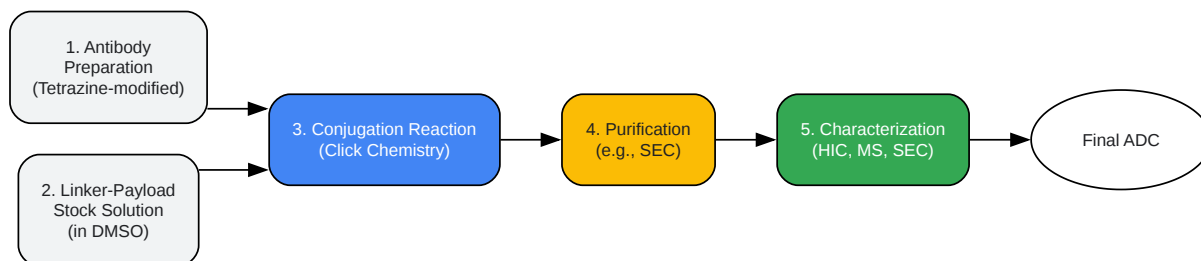 1. Antibody
Preparation
(Tetrazine-modified)
2. Linker-Payload
Stock Solution
(in DMSO)
3. Conjugation Reaction
(Click Chemistry)
4. Purification
(e.g., SEC)
5. Characterization
(HIC, MS, SEC)
Final ADC